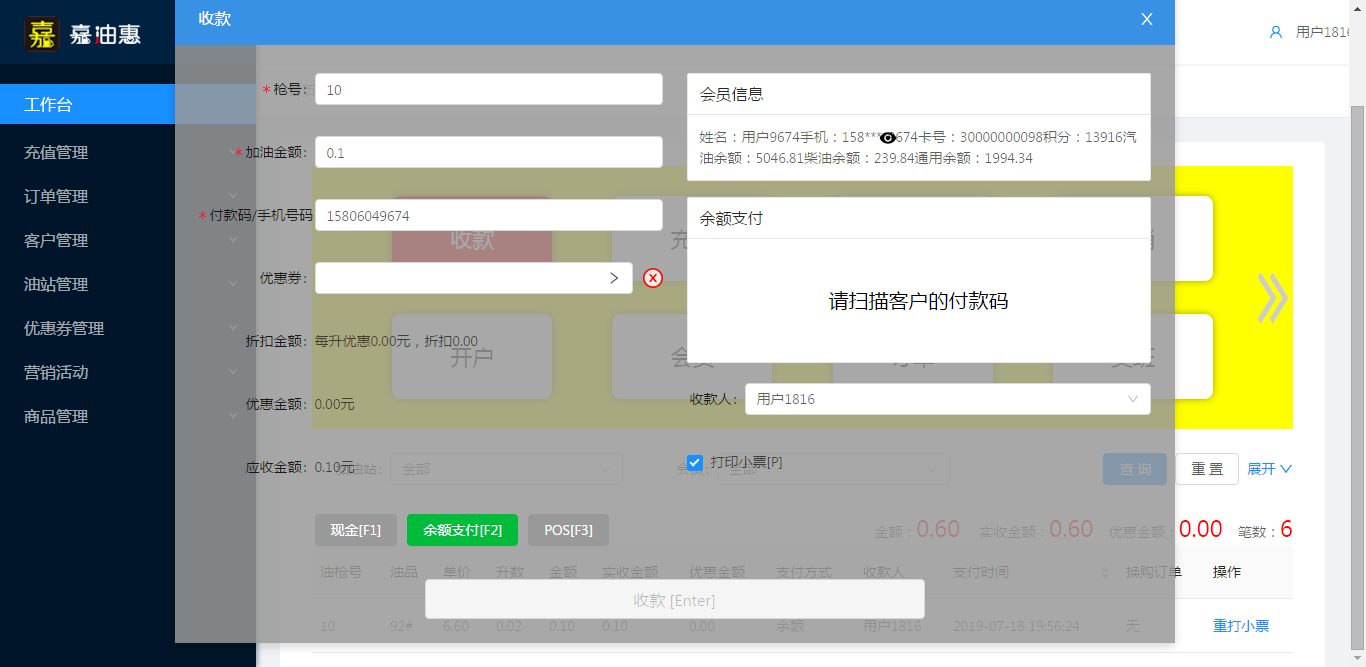 嘉 嘉油惠
收款
用户1816
工作台
充值管理
订单管理
客户管理
油站管理
优惠券管理
营销活动
商品管理
* 枪号: 10
* 加油金额: 0.1
* 付款码/手机号码 15806049674
优惠券:
折扣金额: 每升优惠0.00元，折扣0.00
优惠金额: 0.00元
应收金额: 0.10元
现金[F1] 余额支付[F2] POS[F3]
会员信息
姓名：用户9674手机：158***674卡号：30000000098积分：13916汽
油余额：5046.81柴油余额：239.84通用余额：1994.34
余额支付
请扫描客户的付款码
收款人: 用户1816
打印小票[P]
收款 [Enter]
收款
开户
会员
订单
交班
全部
查 询 重 置 展开
金额：0.60 实收金额：0.60 优惠金额：0.00 笔数：6
油枪号 油品 单价 升数 金额 实收金额 优惠金额 支付方式 收款人 支付时间 换购订单 操作
10 92# 6.60 0.02 0.10 0.10 0.00 余额 用户1816 2019-07-18 19:56:24 无 重打小票